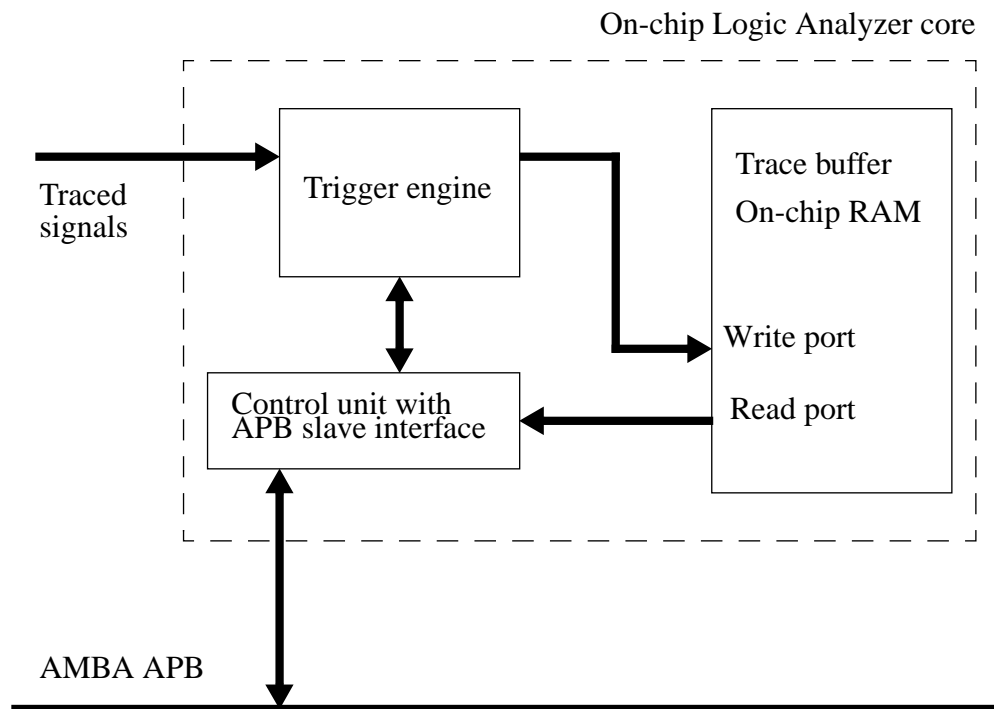 On-chip Logic Analyzer core
Traced
signals
Trigger engine
Trace buffer
On-chip RAM
Write port
Read port
Control unit with
APB slave interface
AMBA APB